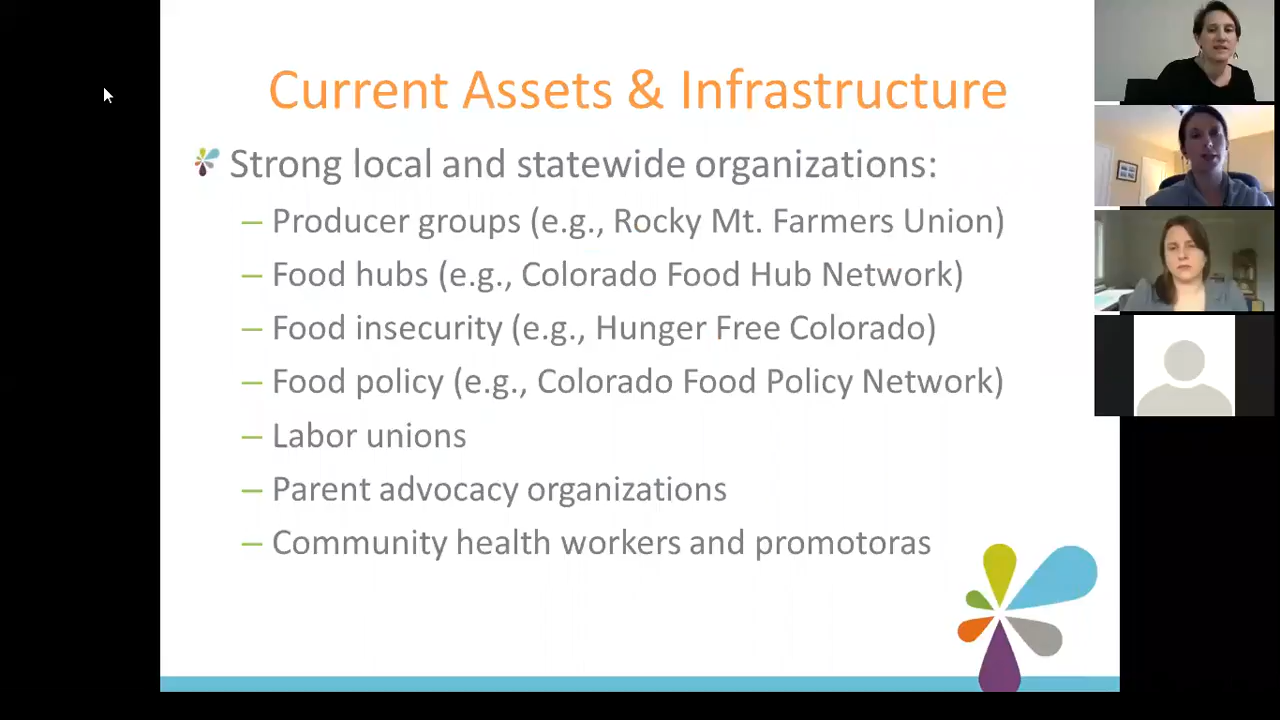 Current Assets & Infrastructure
Strong local and statewide organizations:
– Producer groups (e.g., Rocky Mt. Farmers Union)
– Food hubs (e.g., Colorado Food Hub Network)
– Food insecurity (e.g., Hunger Free Colorado)
– Food policy (e.g., Colorado Food Policy Network)
– Labor unions
– Parent advocacy organizations
– Community health workers and promotoras